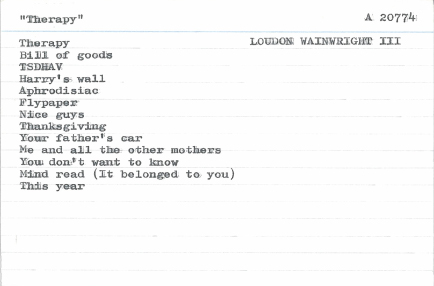 "Therapy" A 20774
Therapy LOUDON WAINWRIGHT III
Bill of goods
TSDHAV
Harry's wall
Aphrodisiac
Flypaper
Nice guys
Thanksgiving
Your father's car
Me and all the other mothers
You don't want to know
Mind read (It belonged to you)
This year